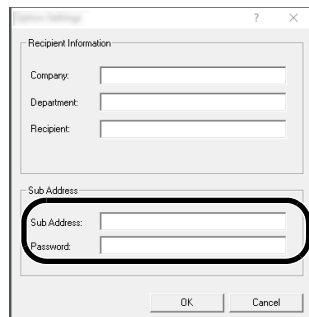 Recipient Information
Company:
Department:
Recipient:
Sub Address
Sub Address:
Password:
OK Cancel